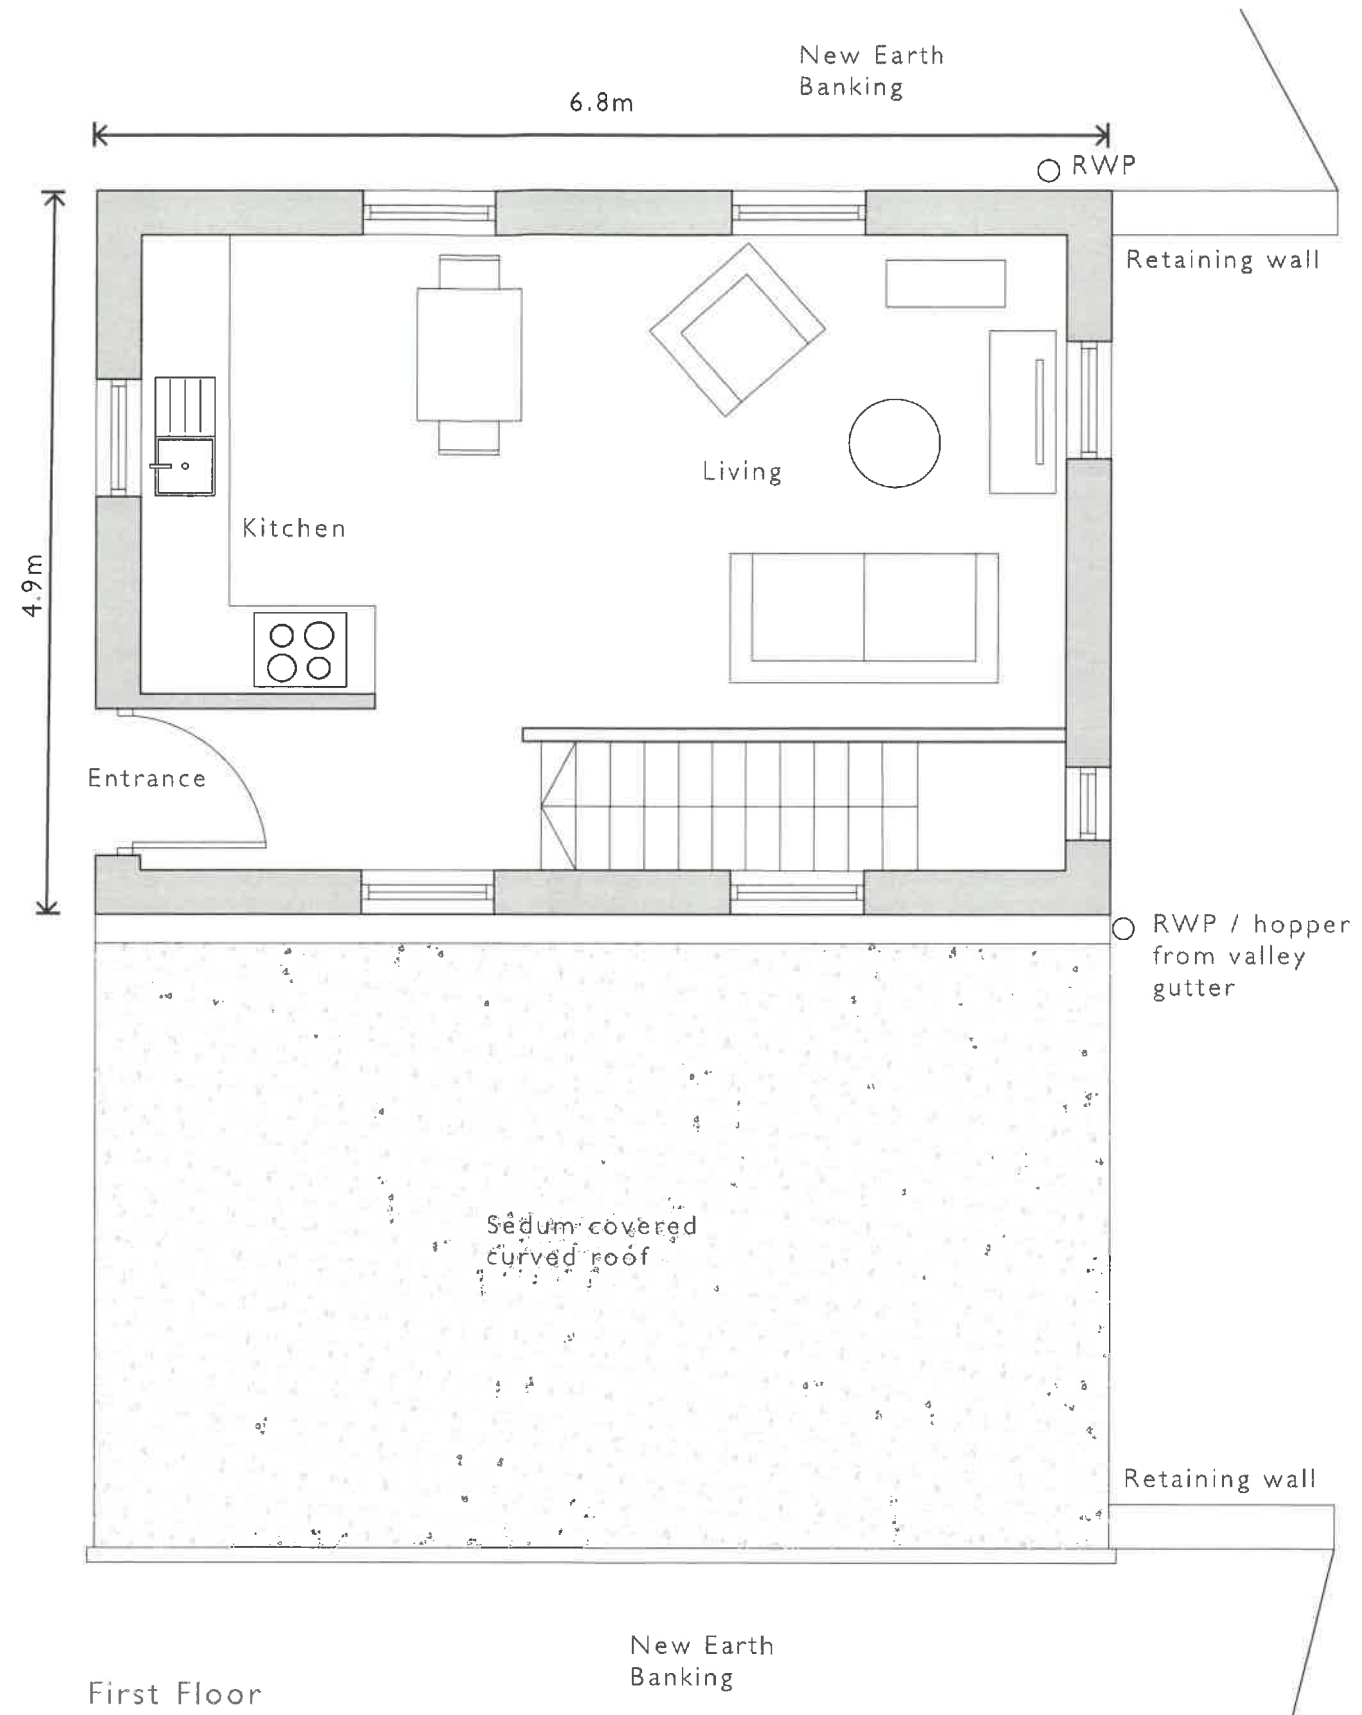 New Earth
Banking
6.8m
RWP
Retaining wall
Living
Kitchen
4.9m
Entrance
RWP / hopper
from valley
gutter
Sedum covered
curved roof
Retaining wall
New Earth
Banking
First Floor